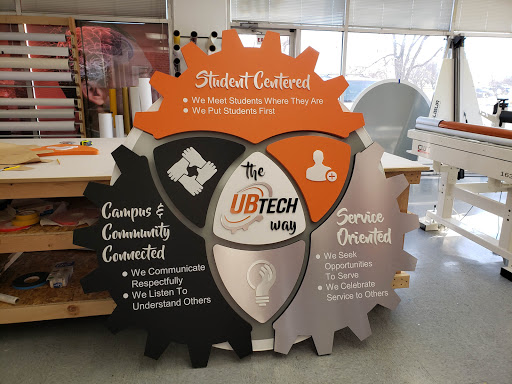 Student Centered
• We Meet Students Where They Are
• We Put Students First
the
UBTECH
way
Campus &
Community
Connected
• We Communicate
Respectfully
• We Listen To
Understand Others
Service
Oriented
• We Seek
Opportunities
To Serve
• We Celebrate
Service to Others